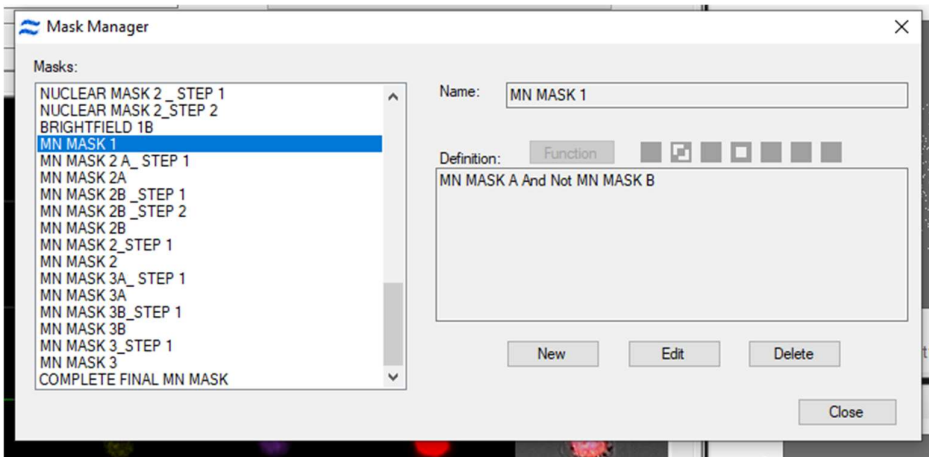 Mask Manager
Masks:
NUCLEAR MASK 2 _ STEP 1
NUCLEAR MASK 2_STEP 2
BRIGHTFIELD 1B
MN MASK 1
MN MASK 2 A_ STEP 1
MN MASK 2A
MN MASK 2B _STEP 1
MN MASK 2B _STEP 2
MN MASK 2B
MN MASK 2_STEP 1
MN MASK 2
MN MASK 3A_ STEP 1
MN MASK 3A
MN MASK 3B_STEP 1
MN MASK 3B
MN MASK 3_STEP 1
MN MASK 3
COMPLETE FINAL MN MASK
Name: MN MASK 1
Definition: Function
MN MASK A And Not MN MASK B
New Edit Delete
Close